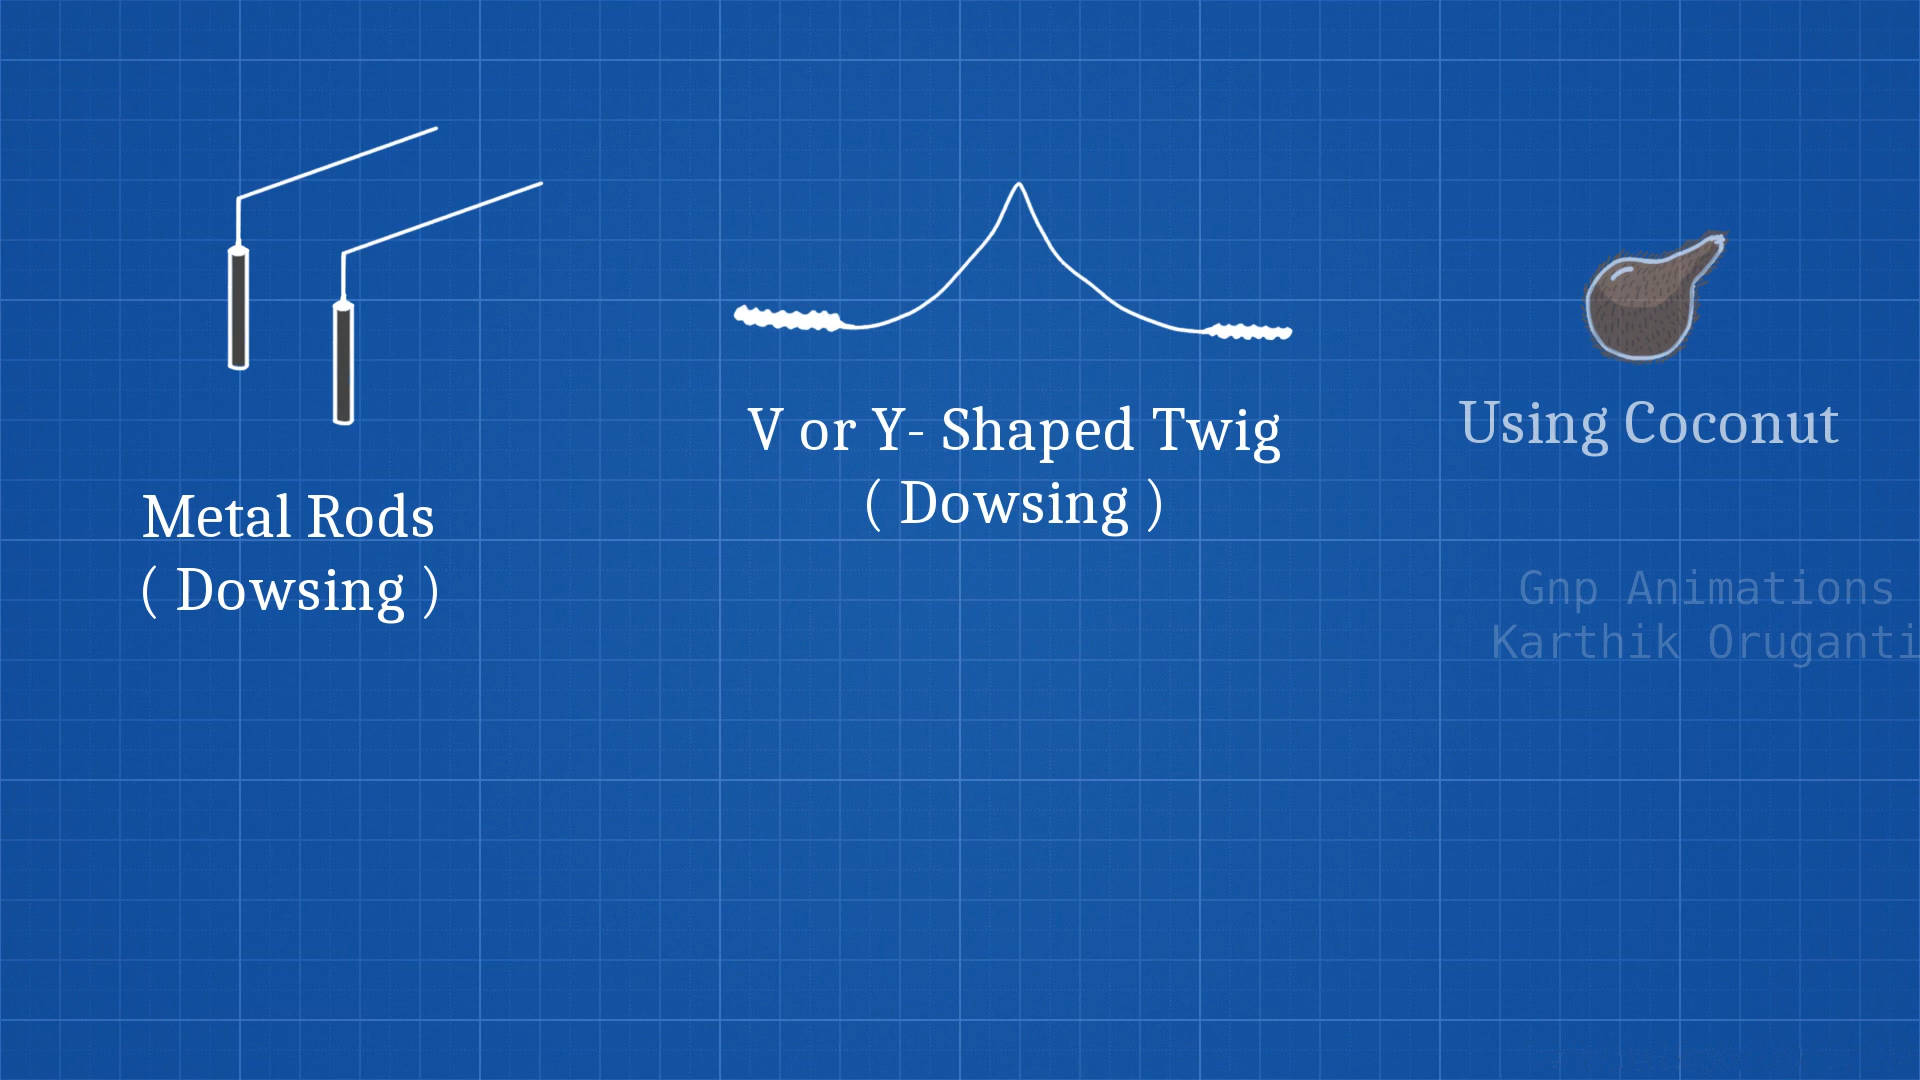 Metal Rods
( Dowsing )
V or Y- Shaped Twig
( Dowsing )
Using Coconut
Gnp Animations
Karthik Oruganti